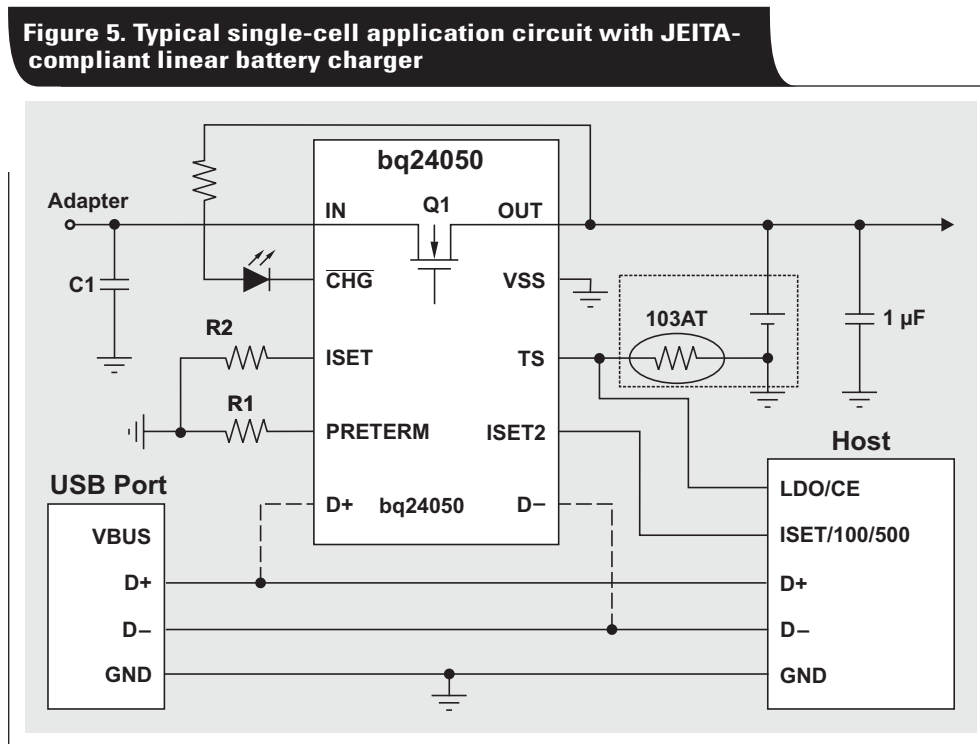 Figure 5. Typical single-cell application circuit with JEITA-
compliant linear battery charger
bq24050
Adapter
IN
Q1
OUT
C1
CHG
VSS
103AT
1 µF
R2
ISET
TS
R1
PRETERM
ISET2
Host
USB Port
D+
bq24050
D–
LDO/CE
VBUS
ISET/100/500
D+
D+
D–
D–
GND
GND